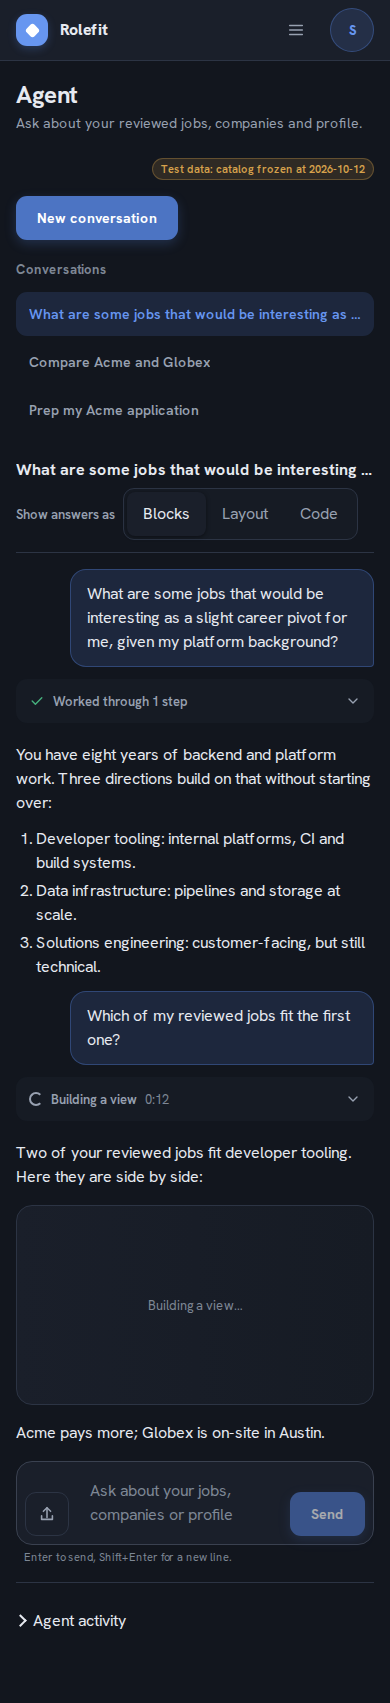 Rolefit
S
Agent
Ask about your reviewed jobs, companies and profile.
Test data: catalog frozen at 2026-10-12
New conversation
Conversations
What are some jobs that would be interesting as ...
Compare Acme and Globex
Prep my Acme application
What are some jobs that would be interesting ...
Show answers as
Blocks
Layout
Code
What are some jobs that would be
interesting as a slight career pivot for
me, given my platform background?
Worked through 1 step
You have eight years of backend and platform
work. Three directions build on that without starting
over:
1. Developer tooling: internal platforms, CI and
build systems.
2. Data infrastructure: pipelines and storage at
scale.
3. Solutions engineering: customer-facing, but still
technical.
Which of my reviewed jobs fit the first
one?
Building a view 0:12
Two of your reviewed jobs fit developer tooling.
Here they are side by side:
Building a view...
Acme pays more; Globex is on-site in Austin.
Ask about your jobs,
companies or profile
Send
Enter to send, Shift+Enter for a new line.
Agent activity